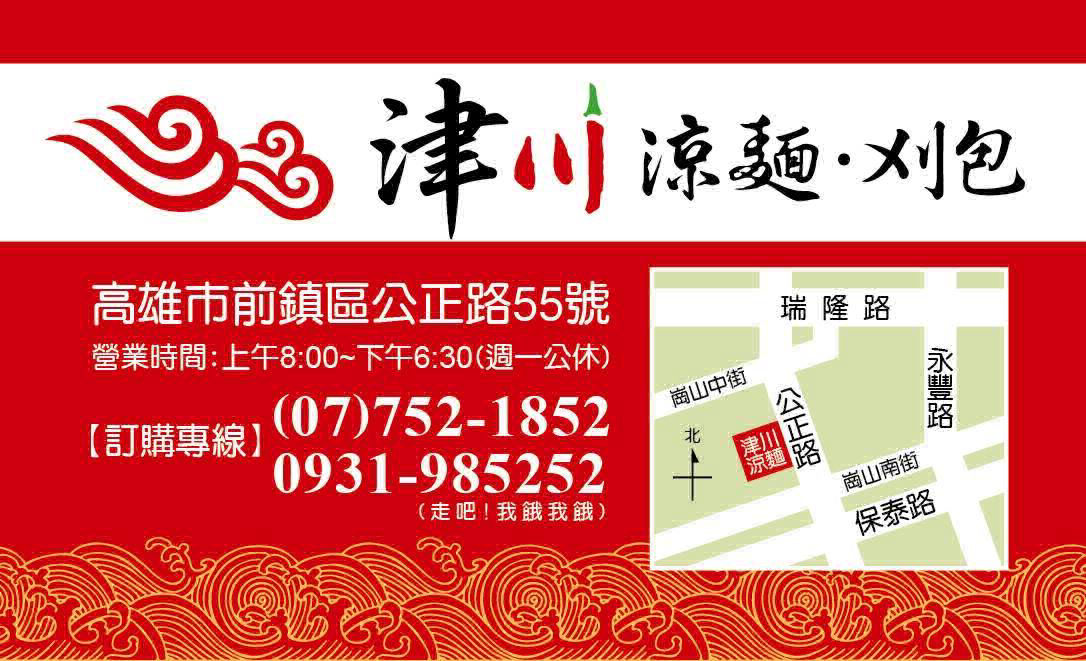 津川 涼麵·刈包
高雄市前鎮區公正路55號
營業時間:上午8:00~下午6:30(週一公休)
【訂購專線】
(07)752-1852
0931-985252
(走吧!我餓我餓)
瑞隆路
永豐路
崗山中街
公正路
北
津川
涼麵
崗山南街
保泰路